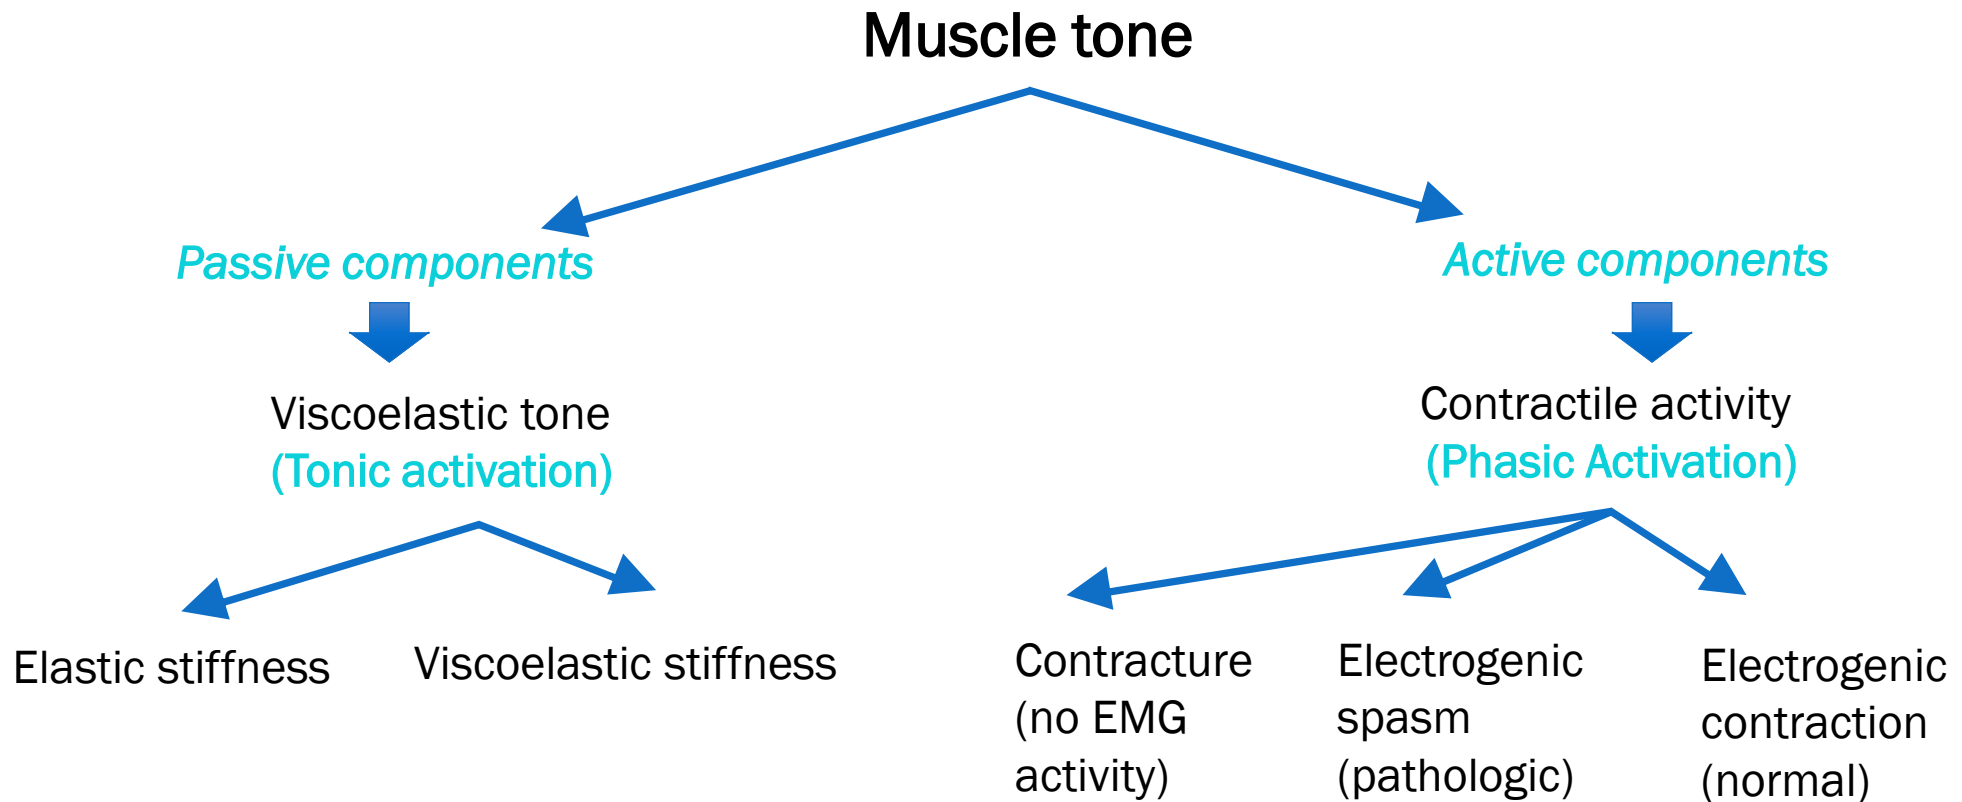 Muscle tone
Passive components
Active components
Viscoelastic tone
(Tonic activation)
Contractile activity
(Phasic Activation)
Elastic stiffness
Viscoelastic stiffness
Contracture
(no EMG
activity)
Electrogenic
spasm
(pathologic)
Electrogenic
contraction
(normal)